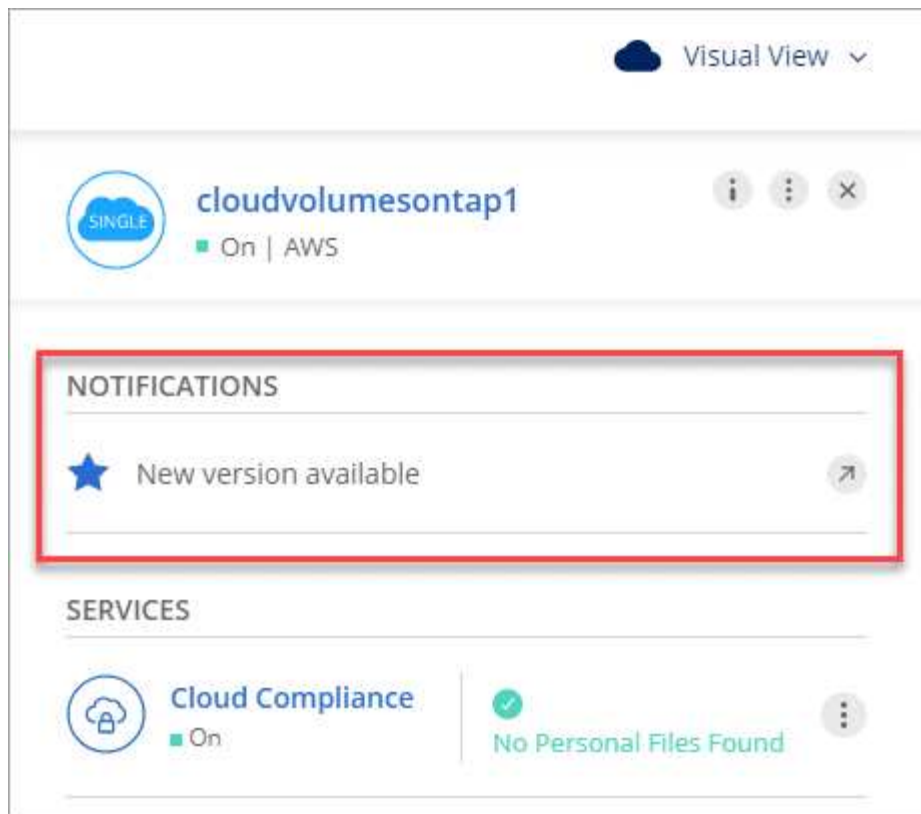 Visual View
SINGLE
cloudvolumesontap1
On | AWS
NOTIFICATIONS
New version available
SERVICES
Cloud Compliance
On
No Personal Files Found